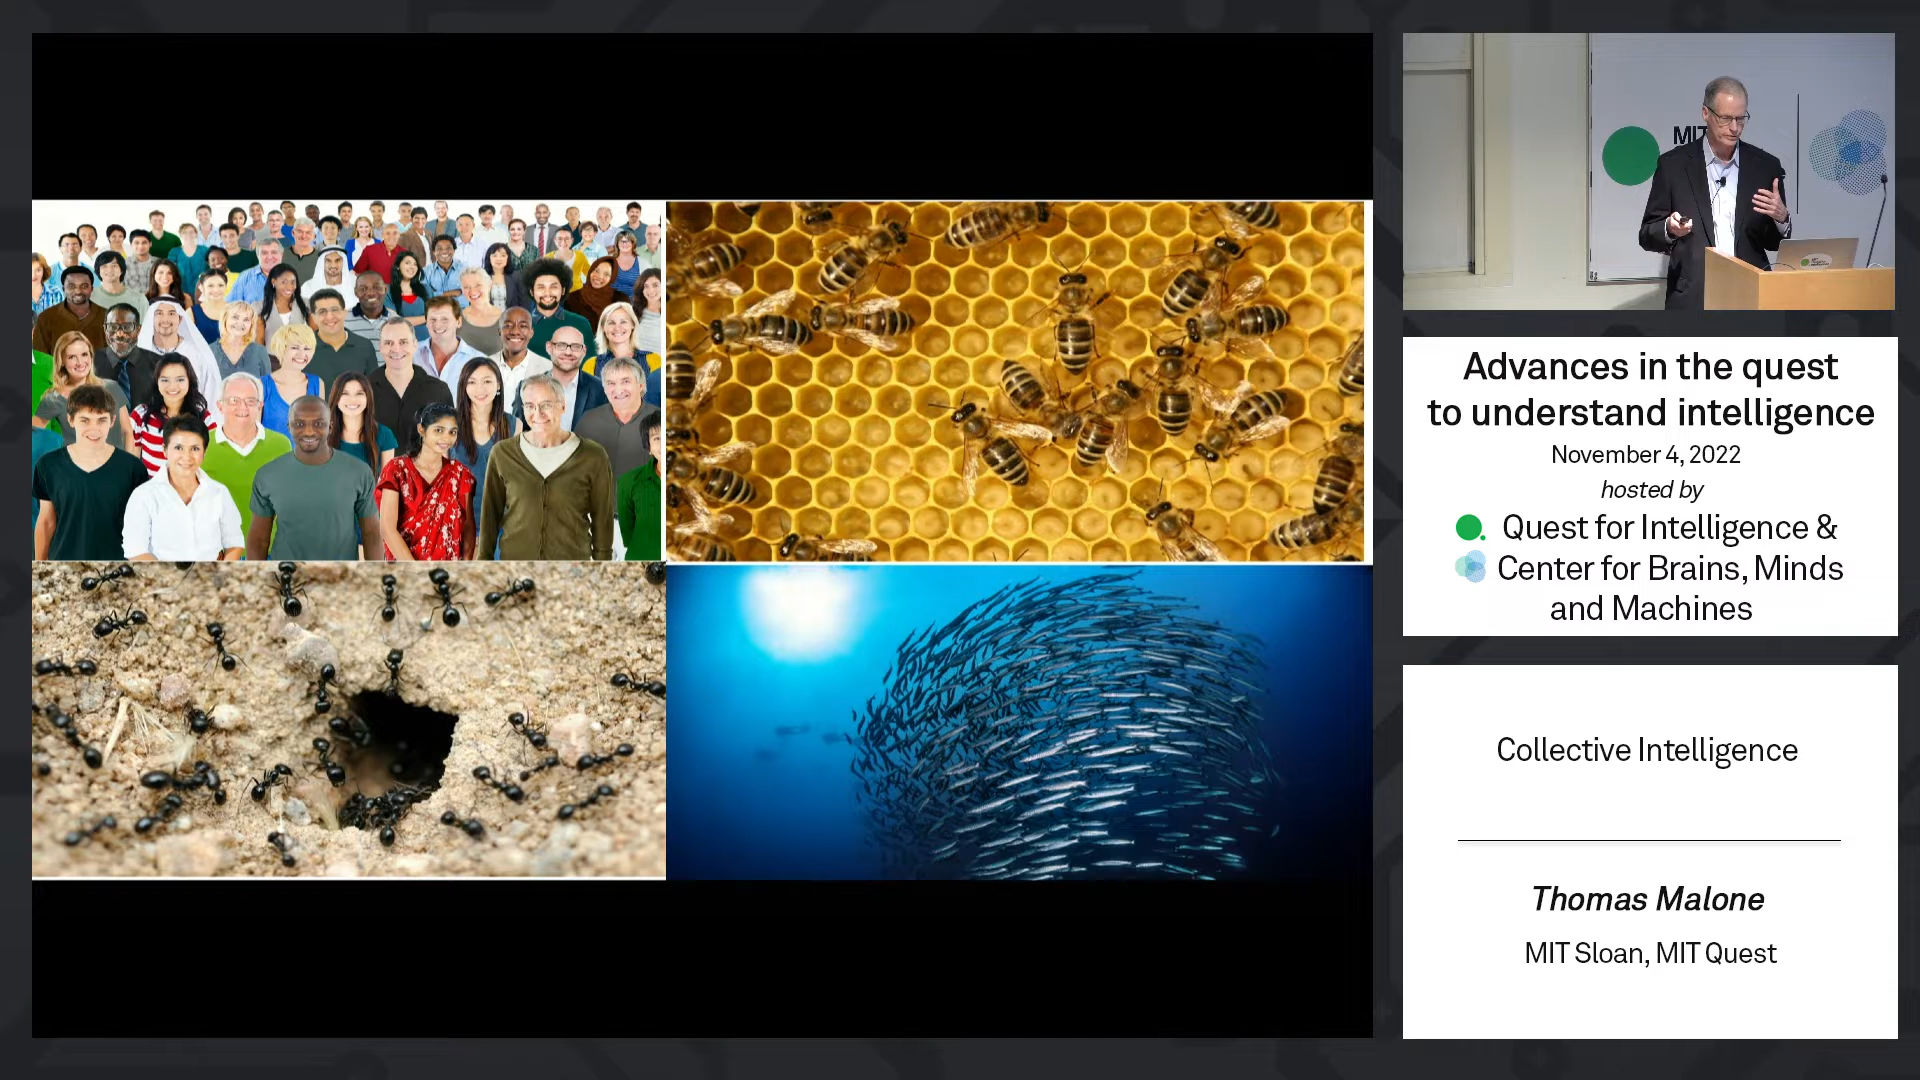 MIT
Advances in the quest
to understand intelligence
November 4, 2022
hosted by
Quest for Intelligence &
Center for Brains, Minds
and Machines
Collective Intelligence
Thomas Malone
MIT Sloan, MIT Quest